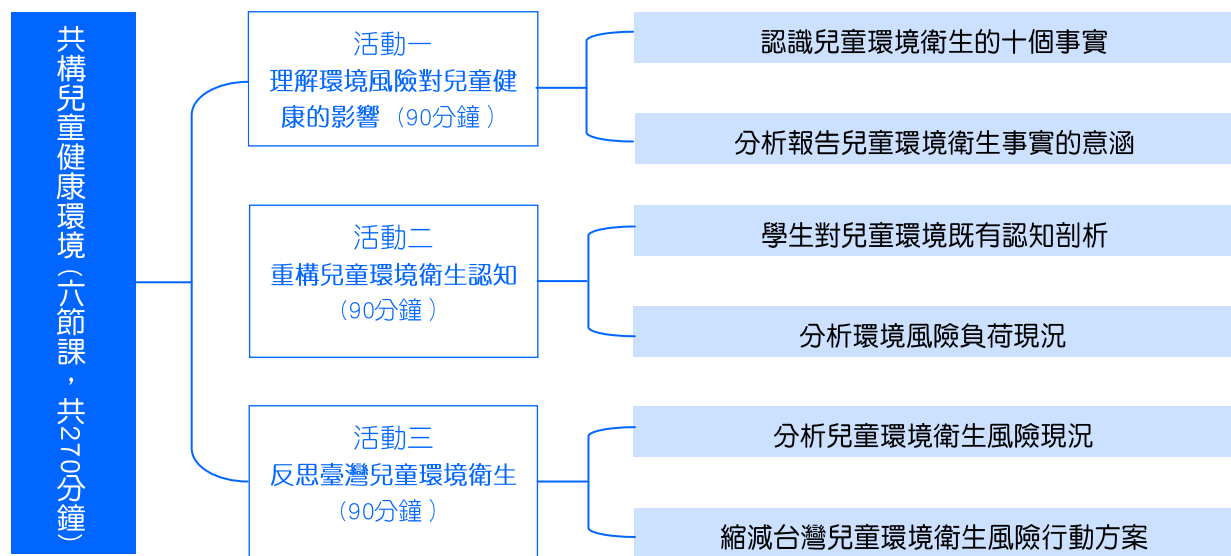 共構兒童健康環境（六節課，共270分鐘）
活動一
理解環境風險對兒童健
康的影響（90分鐘）
認識兒童環境衛生的十個事實
分析報告兒童環境衛生事實的意涵
活動二
重構兒童環境衛生認知
（90分鐘）
學生對兒童環境既有認知剖析
分析環境風險負荷現況
活動三
反思臺灣兒童環境衛生
（90分鐘）
分析兒童環境衛生風險現況
縮減台灣兒童環境衛生風險行動方案